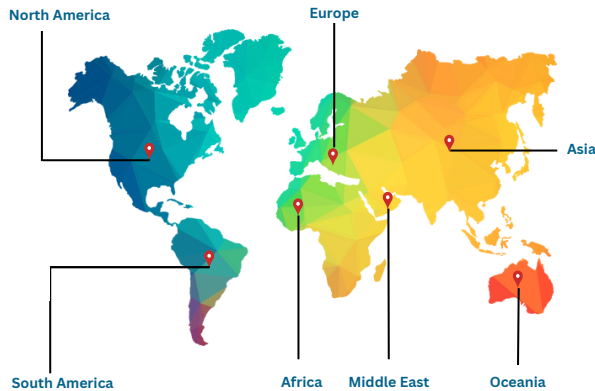 North America
Europe
Asia
South America
Africa
Middle East
Oceania